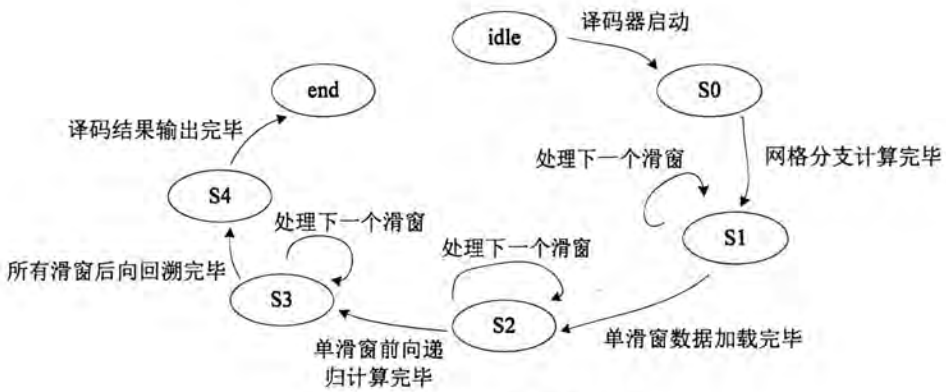 idle
译码器启动
end
S0
译码结果输出完毕
处理下一个滑窗
网格分支计算完毕
S4
处理下一个滑窗
S1
处理下一个滑窗
所有滑窗后向回溯完毕
S3
S2
单滑窗数据加载完毕
单滑窗前向递
归计算完毕